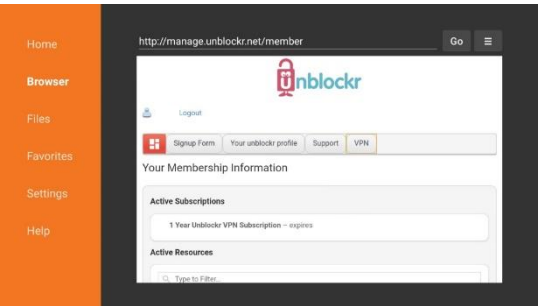 Home
Browser
Files
Favorites
Settings
Help
http://manage.unblockr.net/member Go ≡
ünblockr
Logout
Signup Form Your unblockr profile Support VPN
Your Membership Information
Active Subscriptions
1 Year Unblockr VPN Subscription – expires
Active Resources
Type to Filter...